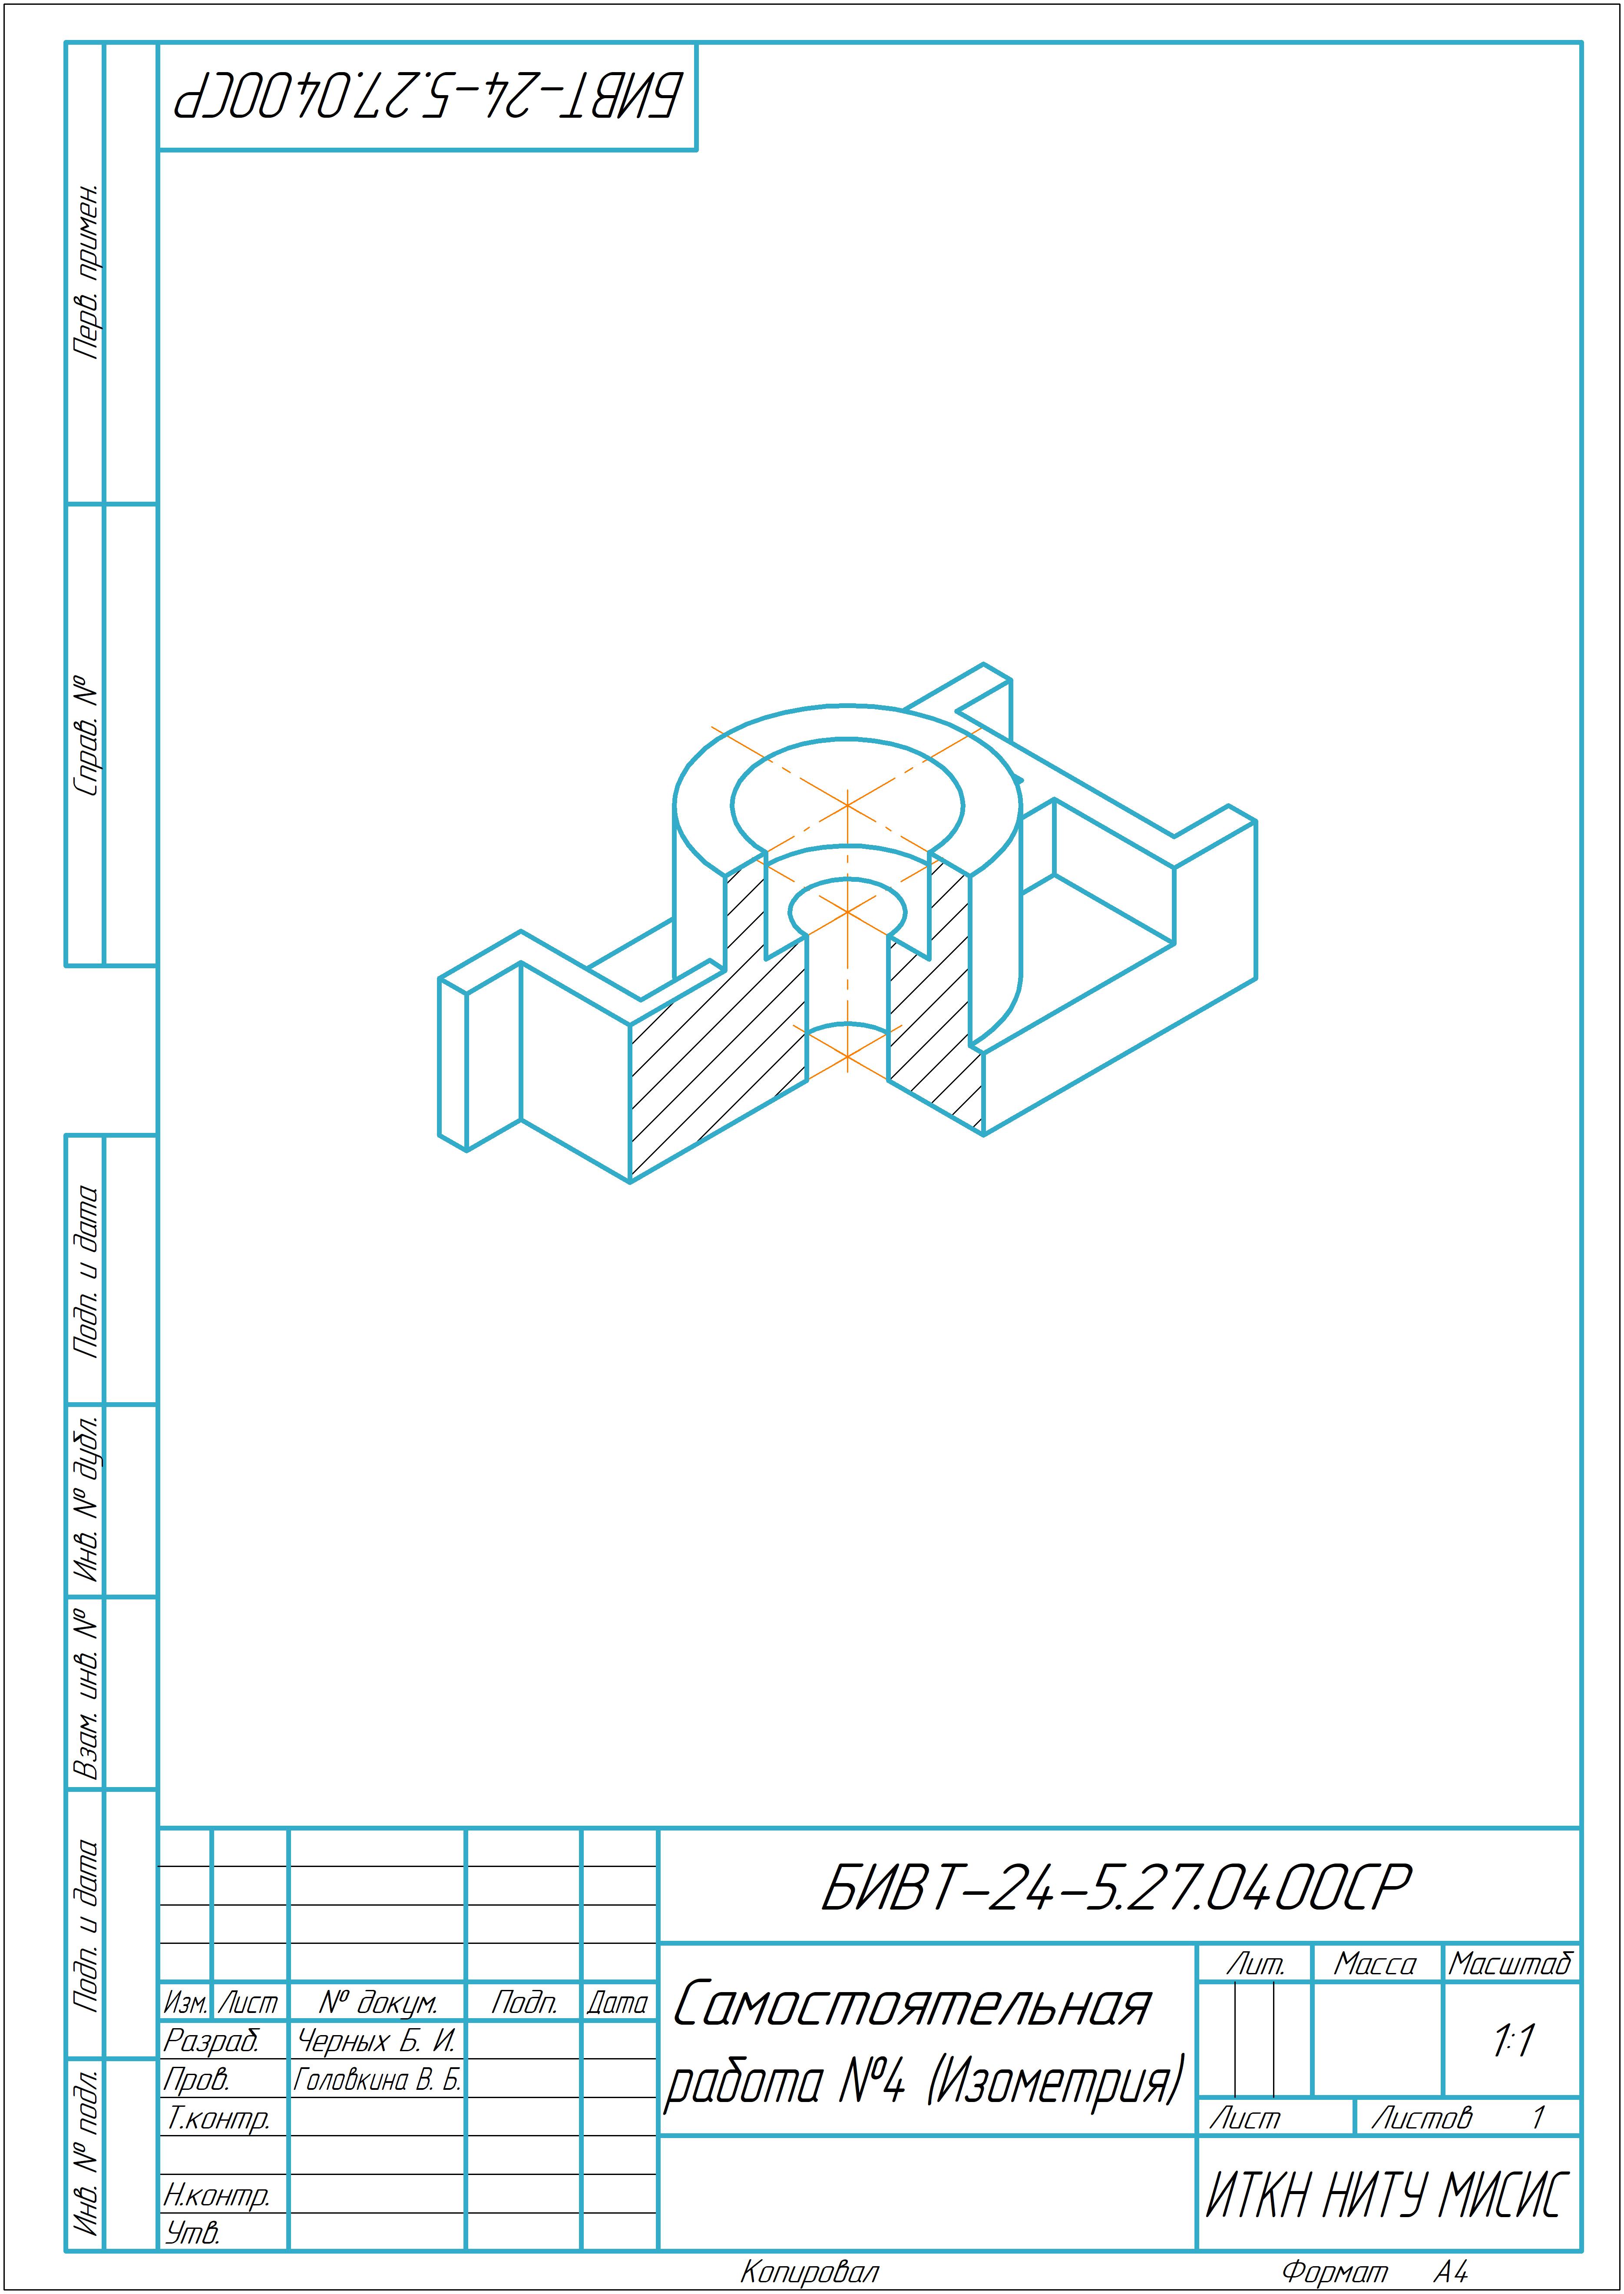 БИВТ-24-5.27.0400СР
Перв. примен.
Справ. №
Подп. и дата
Инв. № дубл.
Взам. инв. №
Подп. и дата
Инв. № подл.
БИВТ-24-5.27.0400СР
Изм. Лист № докум. Подп. Дата
Разраб. Черных Б. И.
Пров. Головкина В. Б.
Т.контр.
Н.контр.
Утв.
Самостоятельная
работа №4 (Изометрия)
Лит. Масса Масштаб
1:1
Лист Листов 1
ИТКН НИТУ МИСИС
Копировал Формат А4